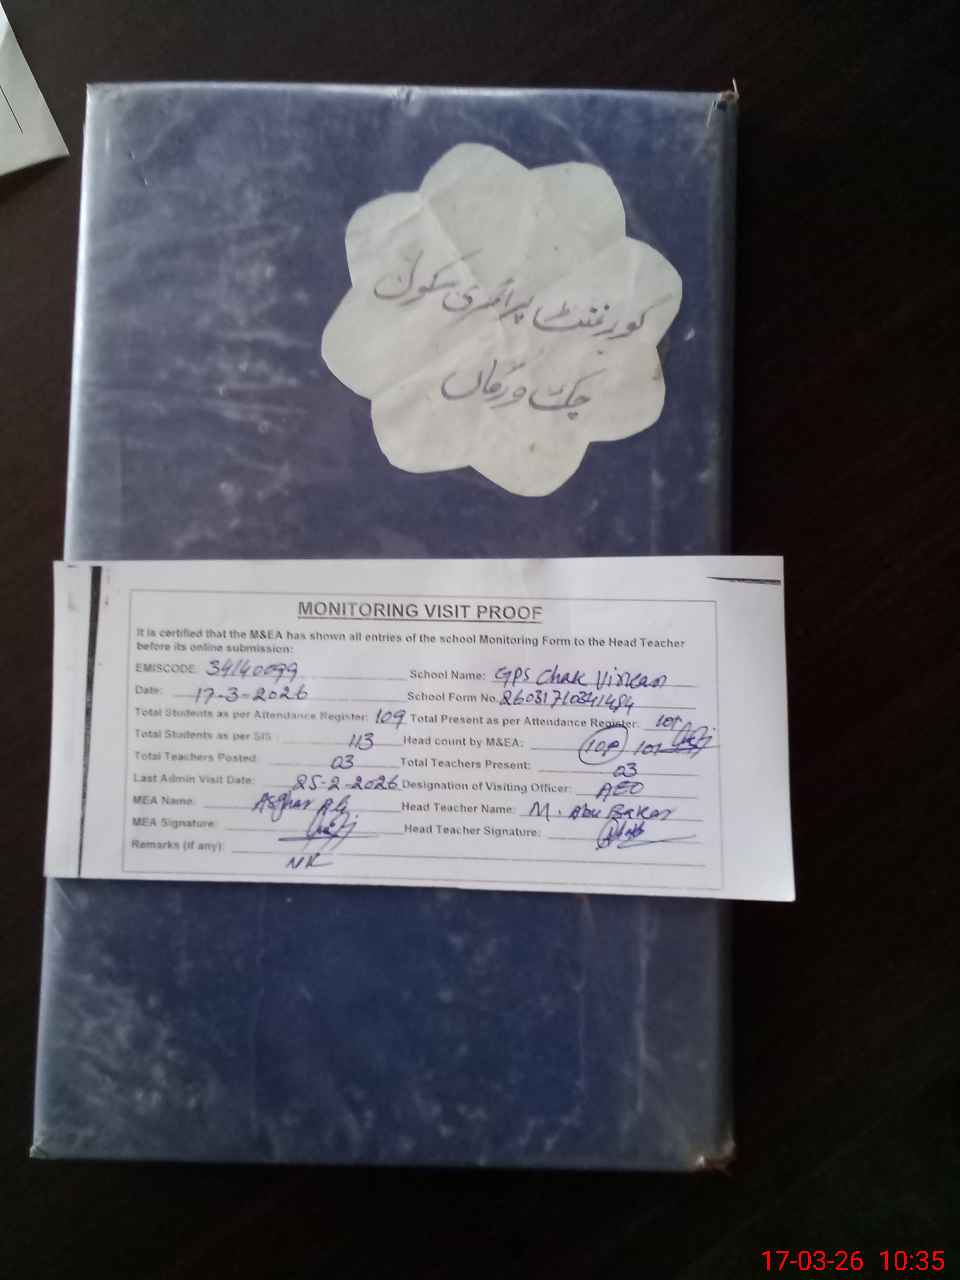 گورنمنٹ پرائمری سکول
چک ورکاں
MONITORING VISIT PROOF
It is certified that the M&EA has shown all entries of the school Monitoring Form to the Head Teacher
before its online submission:
EMISCODE: 34140099 School Name: GPS Chak Virkan
Date: 17-3-2026 School Form No.
Total Students as per Attendance Register: 109 Total Present as per Attendance Register: 101
Total Students as per SIS: 113 Head count by M&EA: 101
Total Teachers Posted: 03 Total Teachers Present: 03
Last Admin Visit Date: 25-2-2026 Designation of Visiting Officer: AEO
MEA Name: Asghar Ali Head Teacher Name: M. Abu Bakar
MEA Signature: Head Teacher Signature:
Remarks (if any):
17-03-26 10:35